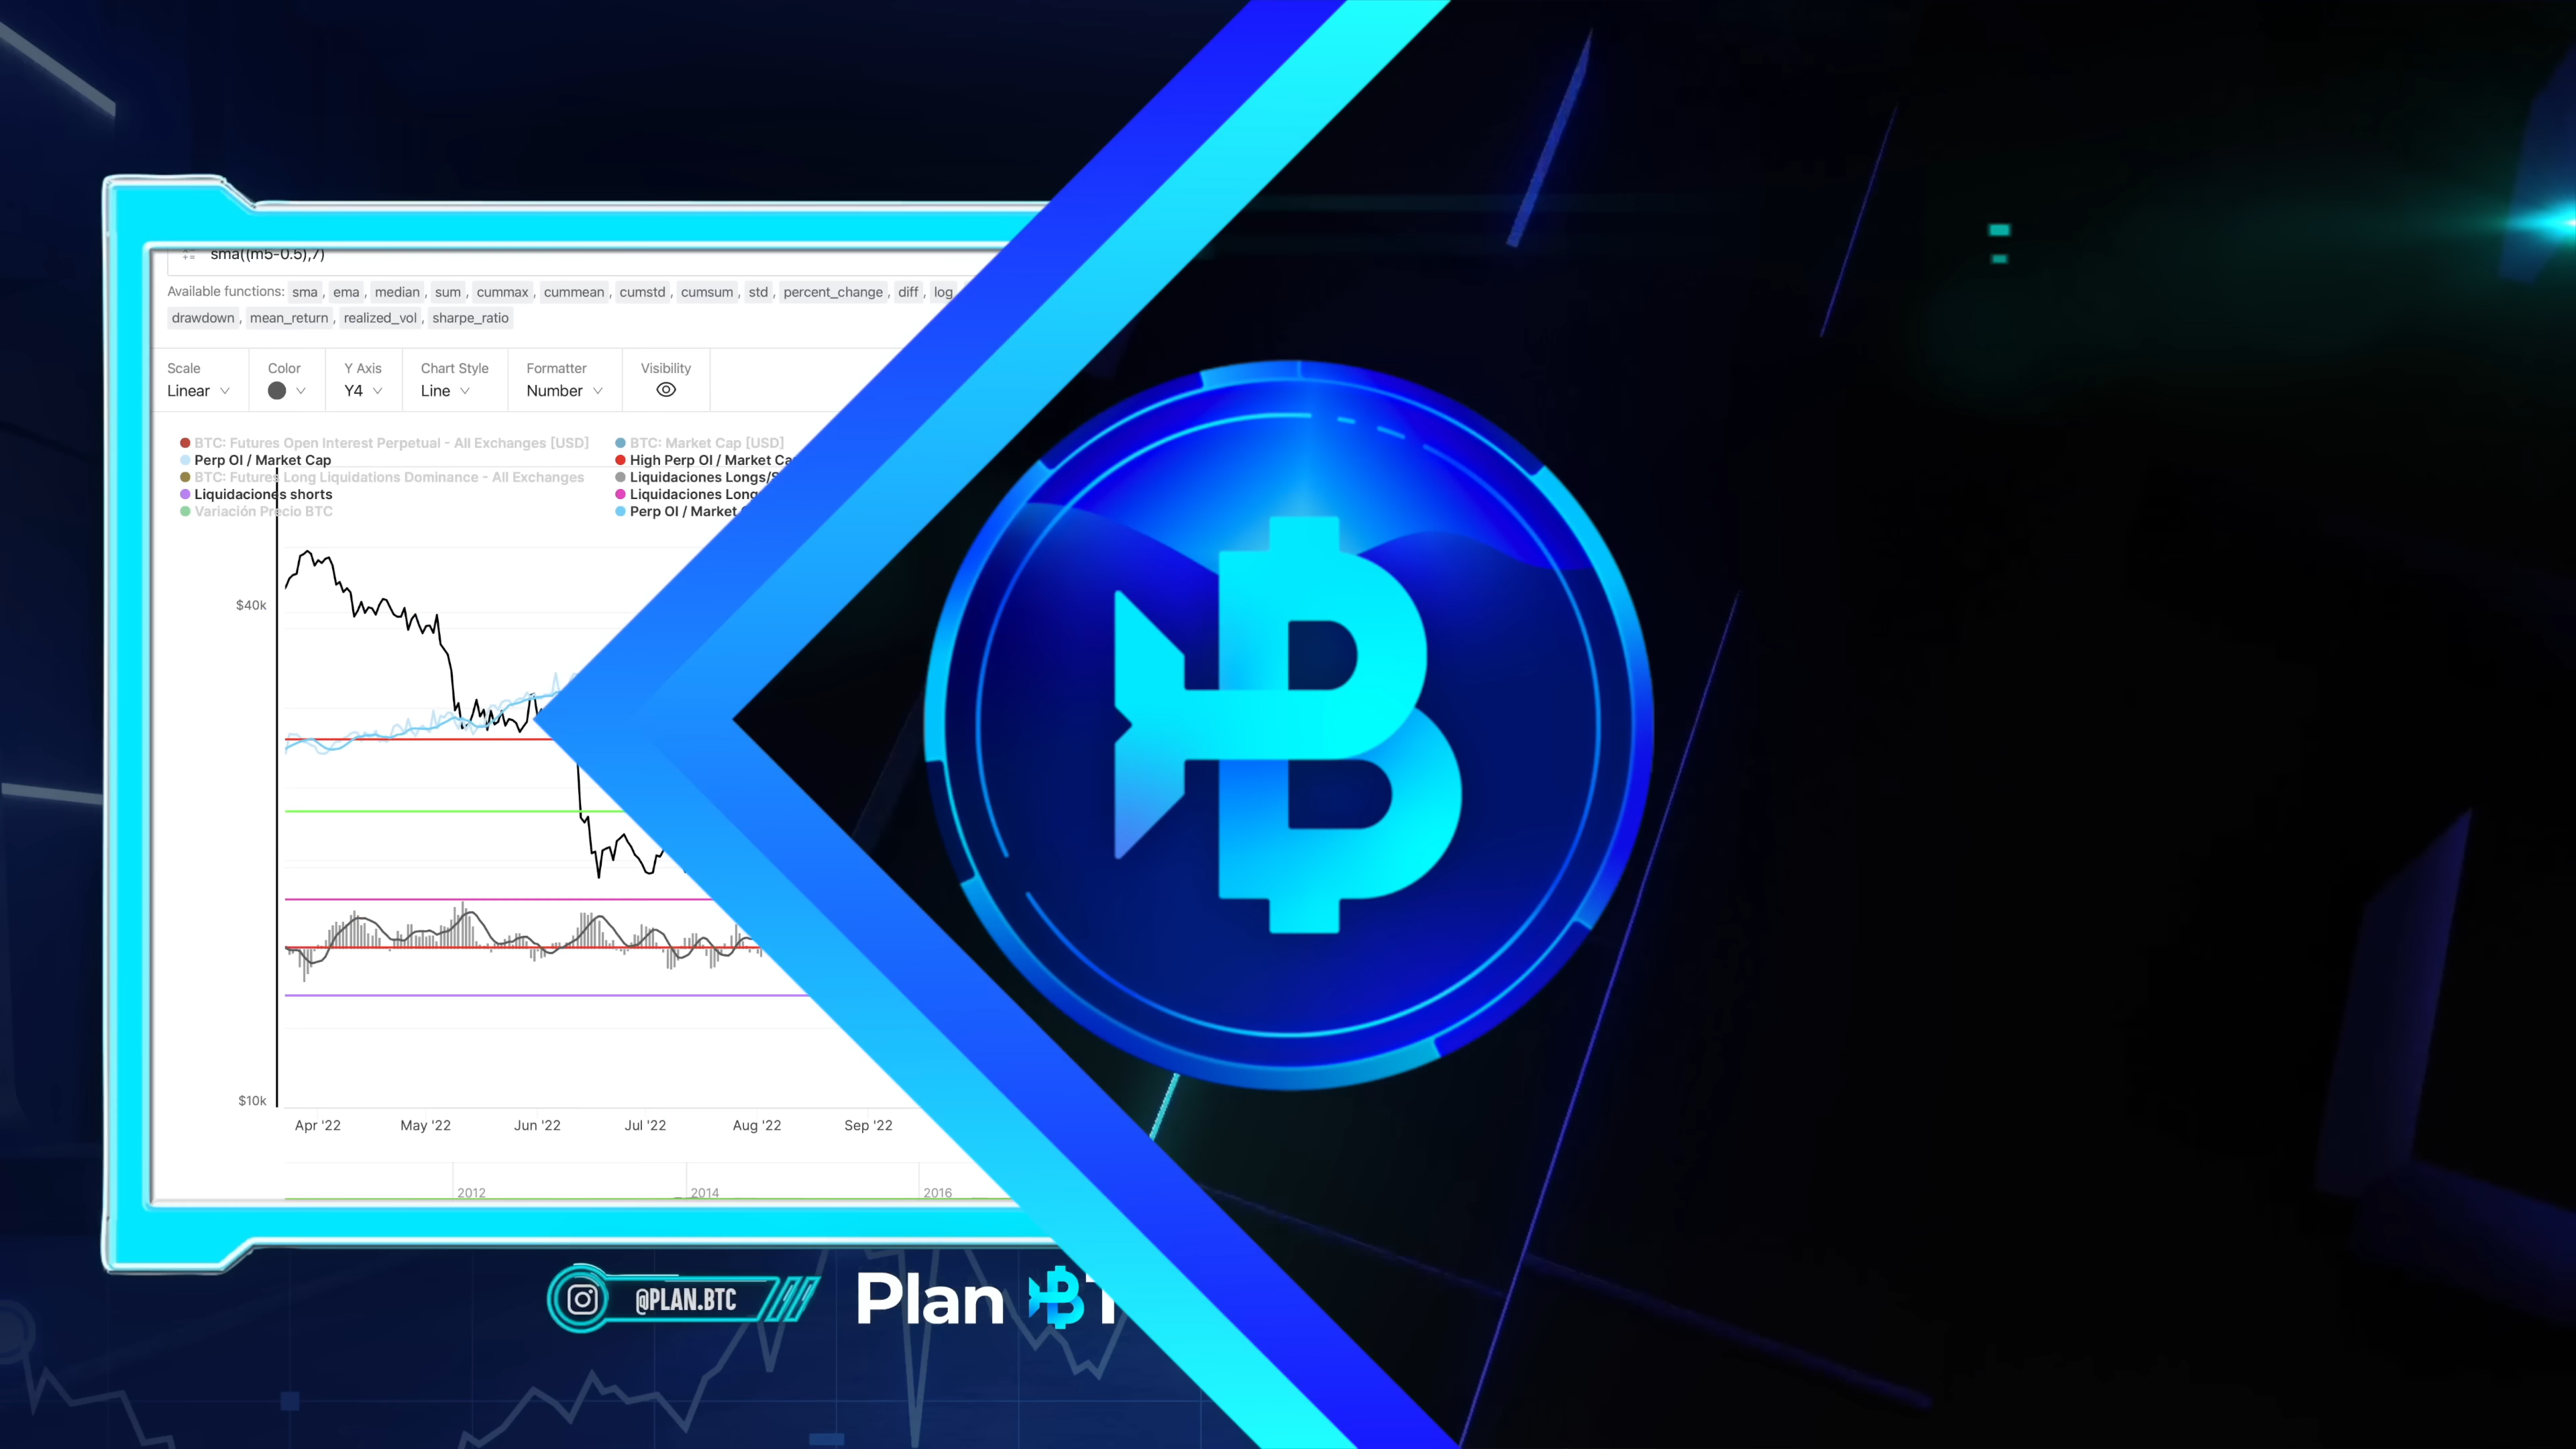 sma((m5-0.5),7)
Available functions: sma , ema , median , sum , cummax , cummean , cumstd , cumsum , std , percent_change , diff , log
drawdown , mean_return , realized_vol , sharpe_ratio
Scale Color Y Axis Chart Style Formatter Visibility
Linear Y4 Line Number
BTC: Futures Open Interest Perpetual - All Exchanges [USD] BTC: Market Cap [USD]
Perp OI / Market Cap High Perp OI / Market
BTC: Futures Long Liquidations Dominance - All Exchanges Liquidaciones Longs/
Liquidaciones shorts Liquidaciones Long
Variación Precio BTC Perp OI / Market
$40k
$10k
Apr '22 May '22 Jun '22 Jul '22 Aug '22 Sep '22
2012 2014 2016
@PLAN.BTC Plan